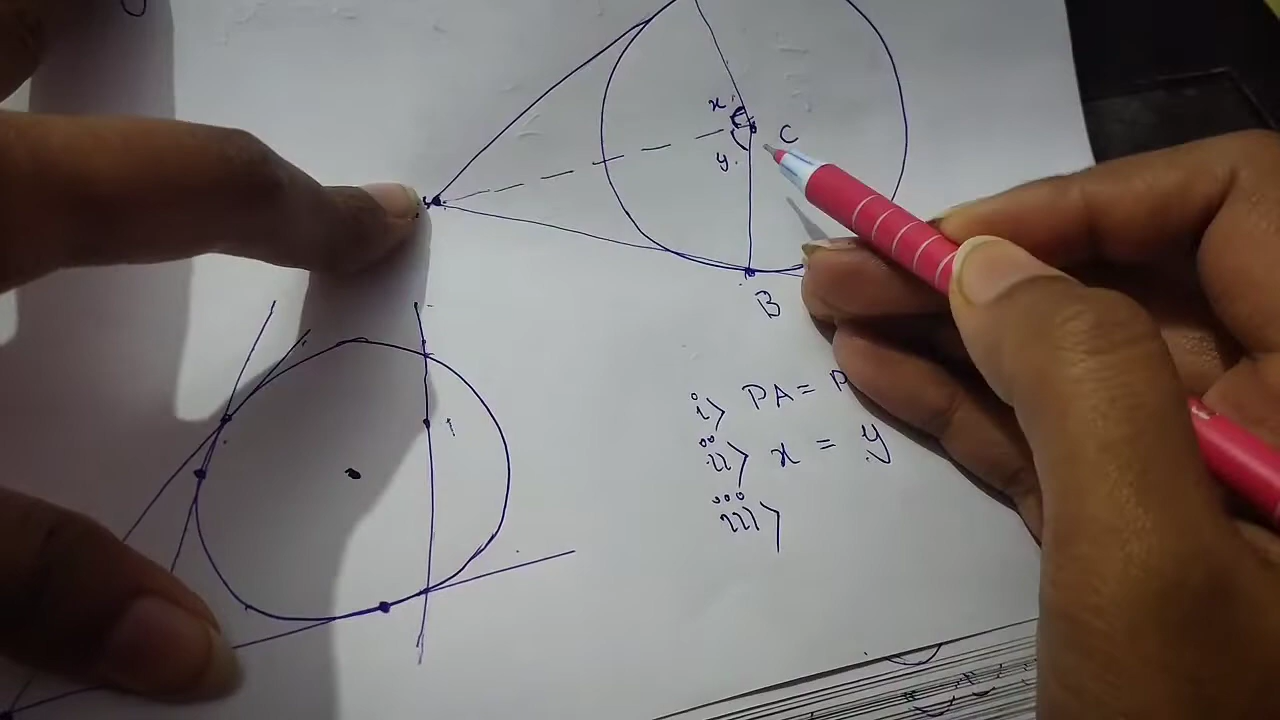 x
C
y
B
i> PA = P
ii> x = y
iii>